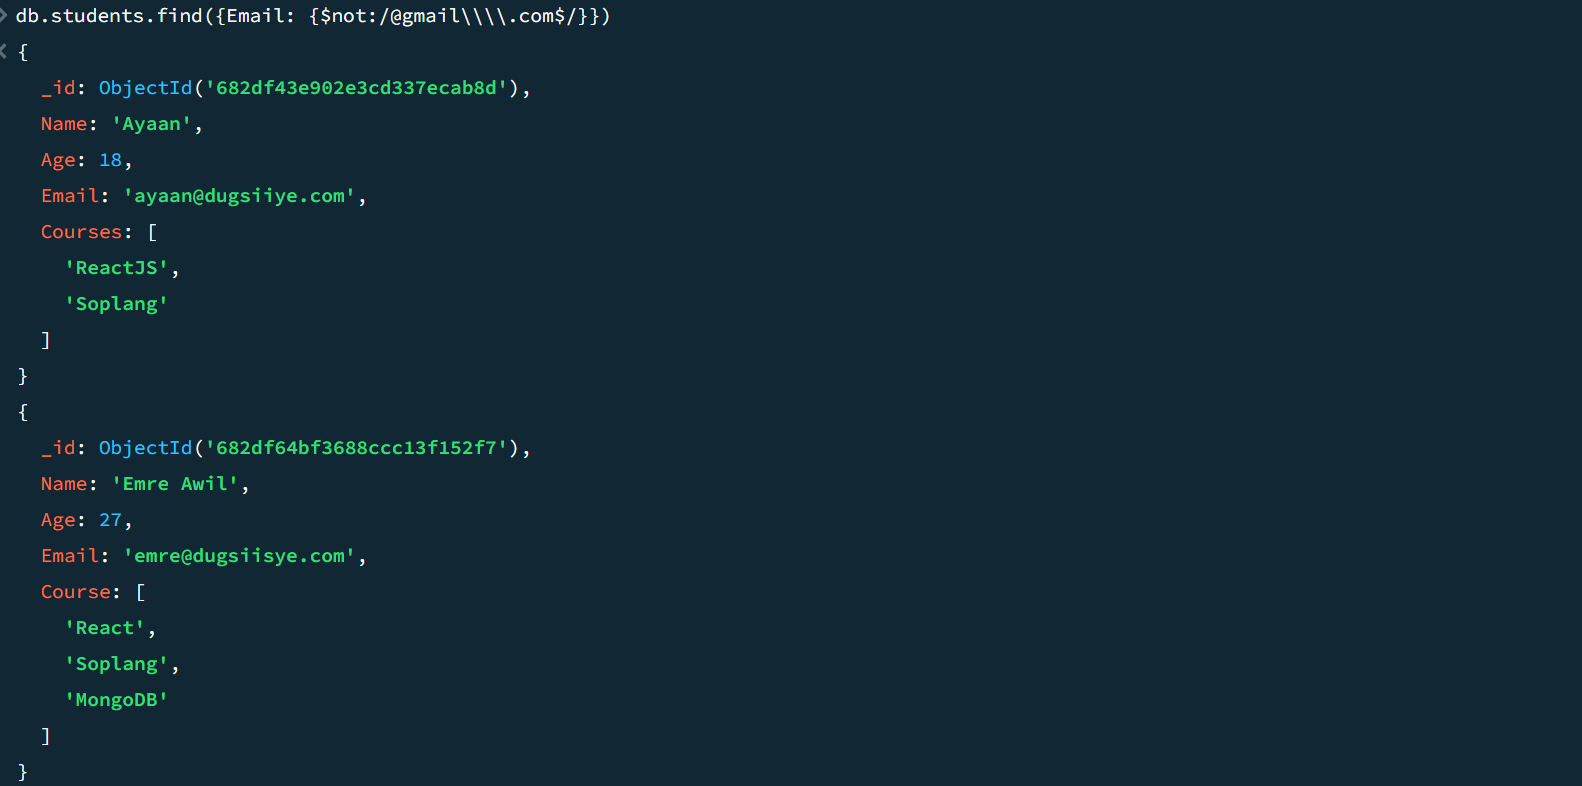 db.students.find({Email: {$not:/@gmail\\\\.com$/}})
{
_id: ObjectId('682df43e902e3cd337ecab8d'),
Name: 'Ayaan',
Age: 18,
Email: 'ayaan@dugsiiye.com',
Courses: [
'ReactJS',
'Soplang'
]
}
{
_id: ObjectId('682df64bf3688ccc13f152f7'),
Name: 'Emre Awil',
Age: 27,
Email: 'emre@dugsiisye.com',
Course: [
'React',
'Soplang',
'MongoDB'
]
}